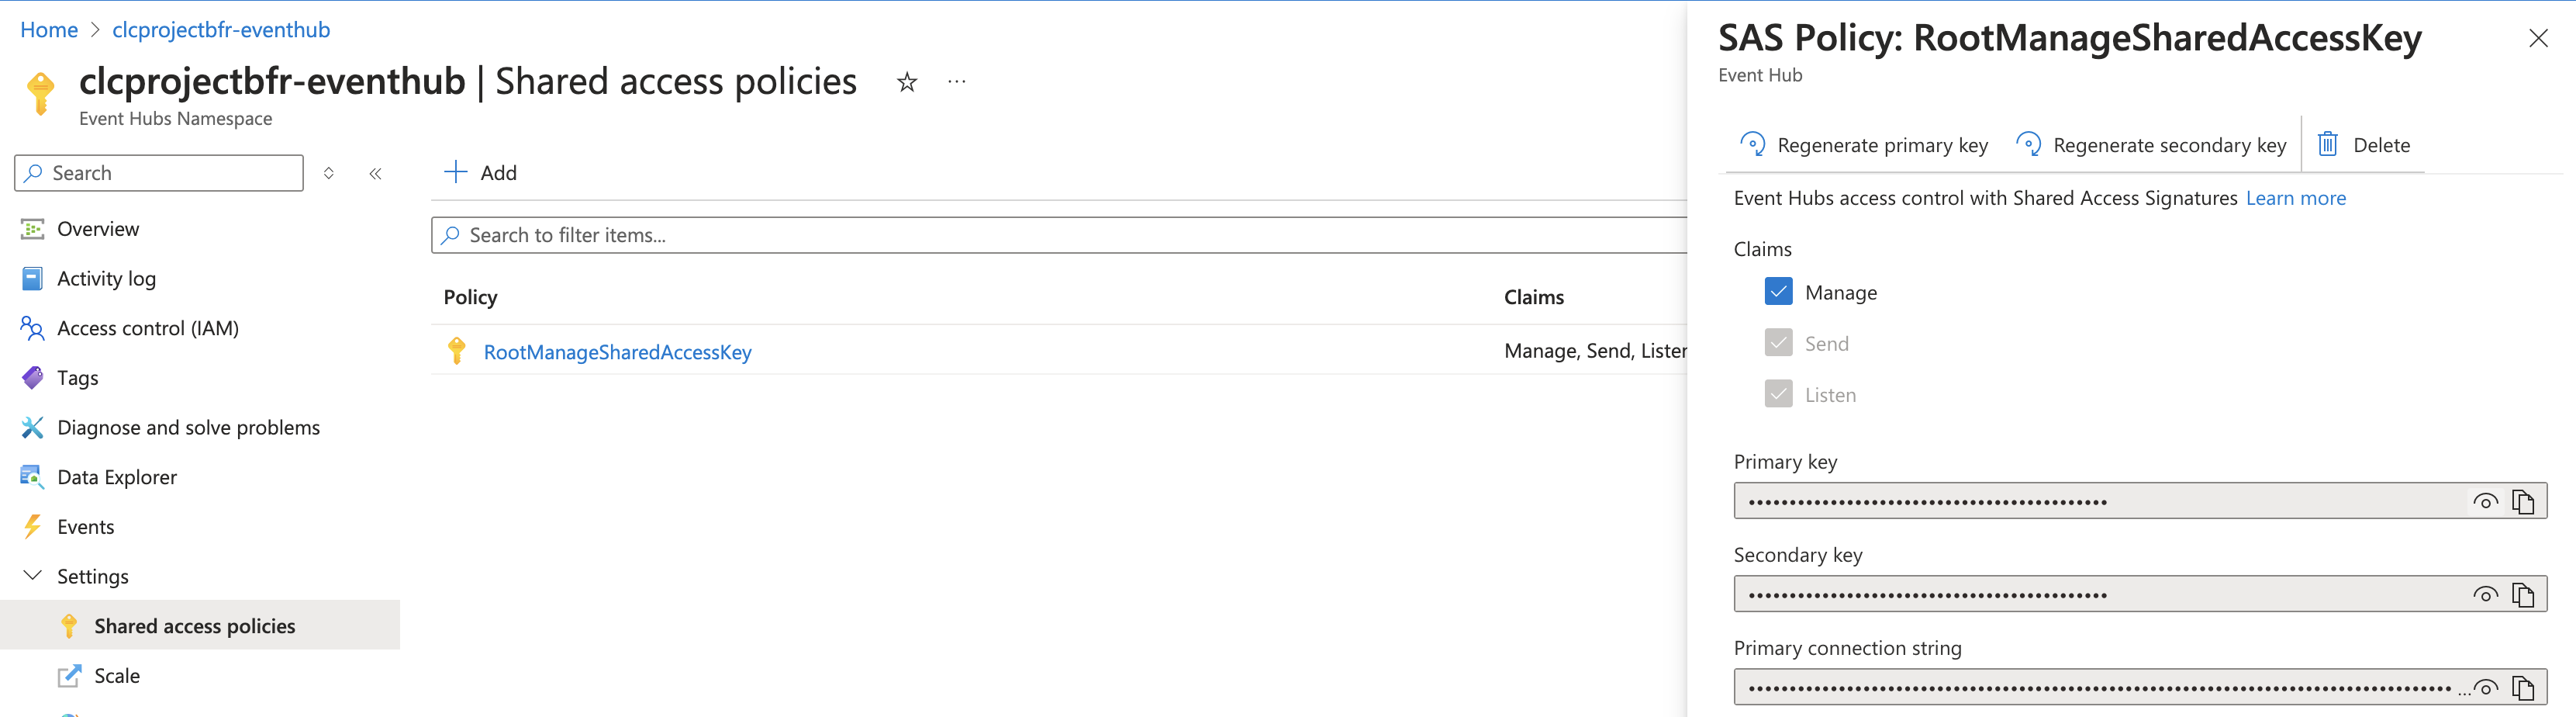 Home > clcprojectbfr-eventhub
clcprojectbfr-eventhub | Shared access policies
Event Hubs Namespace
Search
Overview
Activity log
Access control (IAM)
Tags
Diagnose and solve problems
Data Explorer
Events
Settings
Shared access policies
Scale
Add
Search to filter items...
Policy Claims
RootManageSharedAccessKey Manage, Send, Listen
SAS Policy: RootManageSharedAccessKey
Event Hub
Regenerate primary key Regenerate secondary key Delete
Event Hubs access control with Shared Access Signatures Learn more
Claims
Manage
Send
Listen
Primary key
Secondary key
Primary connection string